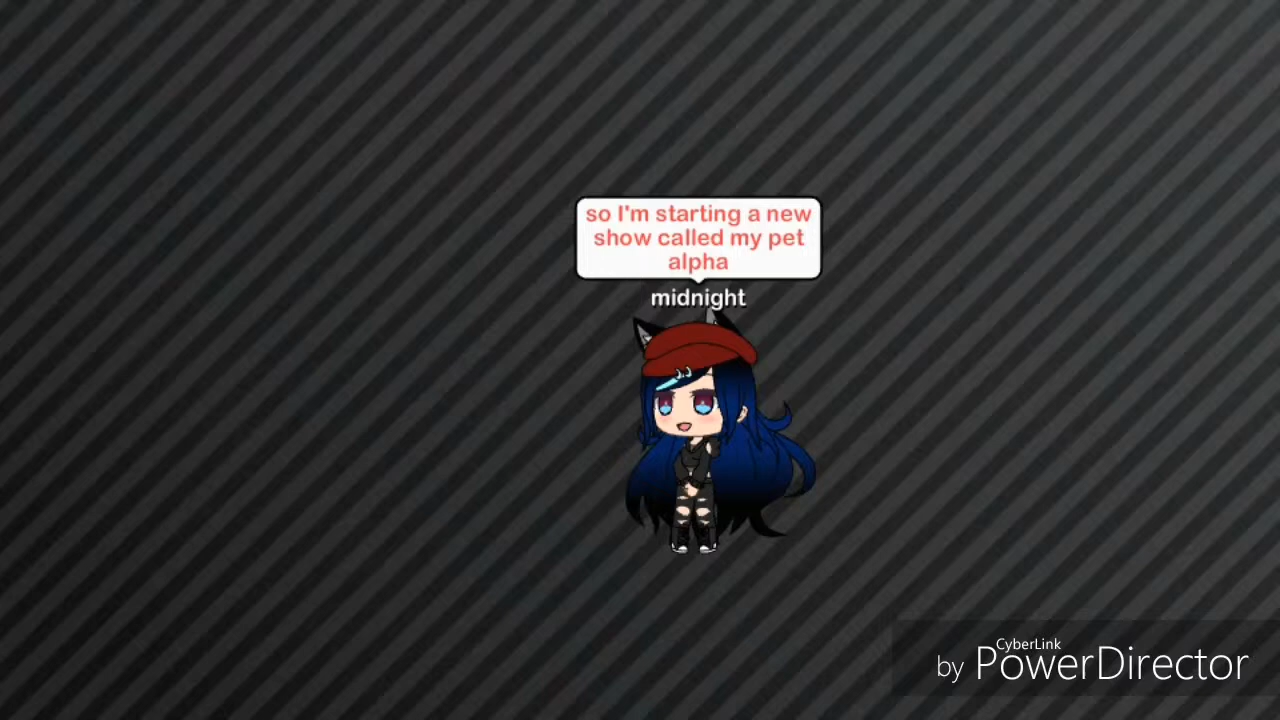 so I'm starting a new
show called my pet
alpha
midnight
CyberLink
by PowerDirector